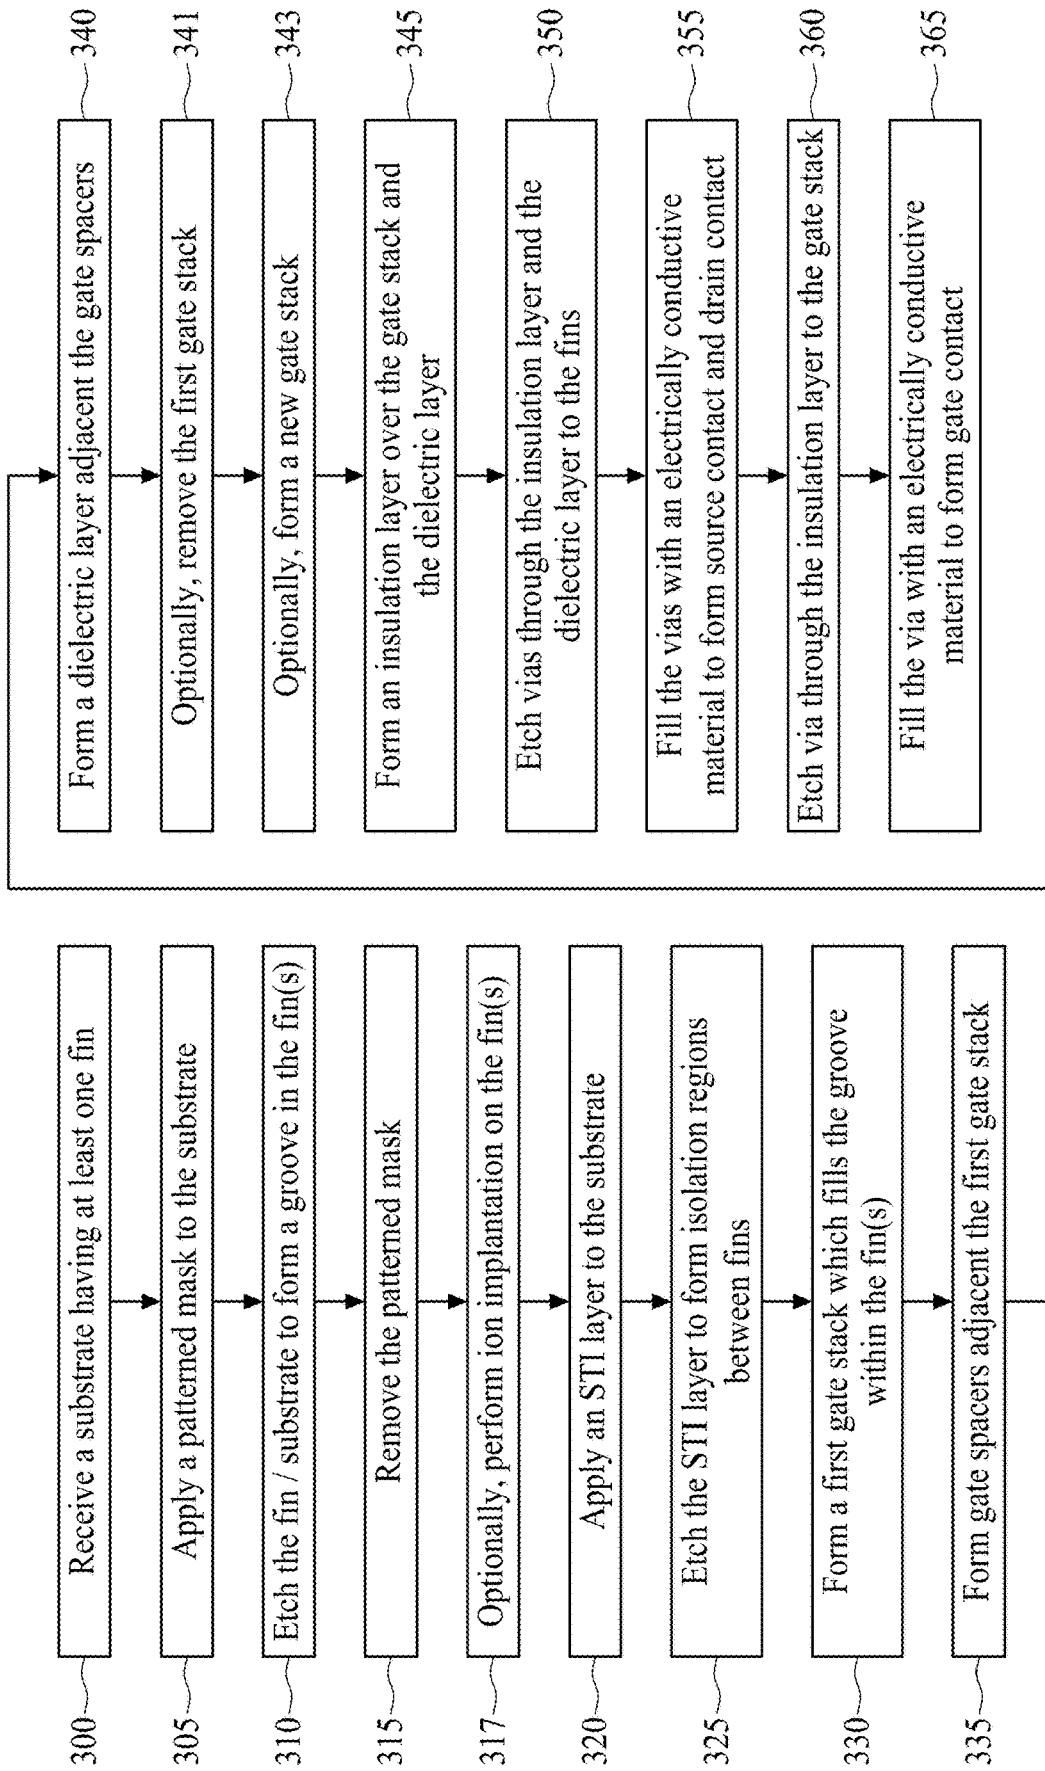 300
Receive a substrate having at least one fin
305
Apply a patterned mask to the substrate
310
Etch the fin / substrate to form a groove in the fin(s)
315
Remove the patterned mask
317
Optionally, perform ion implantation on the fin(s)
320
Apply an STI layer to the substrate
325
Etch the STI layer to form isolation regions
between fins
330
Form a first gate stack which fills the groove
within the fin(s)
335
Form gate spacers adjacent the first gate stack
Form a dielectric layer adjacent the gate spacers
340
Optionally, remove the first gate stack
341
Optionally, form a new gate stack
343
Form an insulation layer over the gate stack and
the dielectric layer
345
Etch vias through the insulation layer and the
dielectric layer to the fins
350
Fill the vias with an electrically conductive
material to form source contact and drain contact
355
Etch via through the insulation layer to the gate stack
360
Fill the via with an electrically conductive
material to form gate contact
365